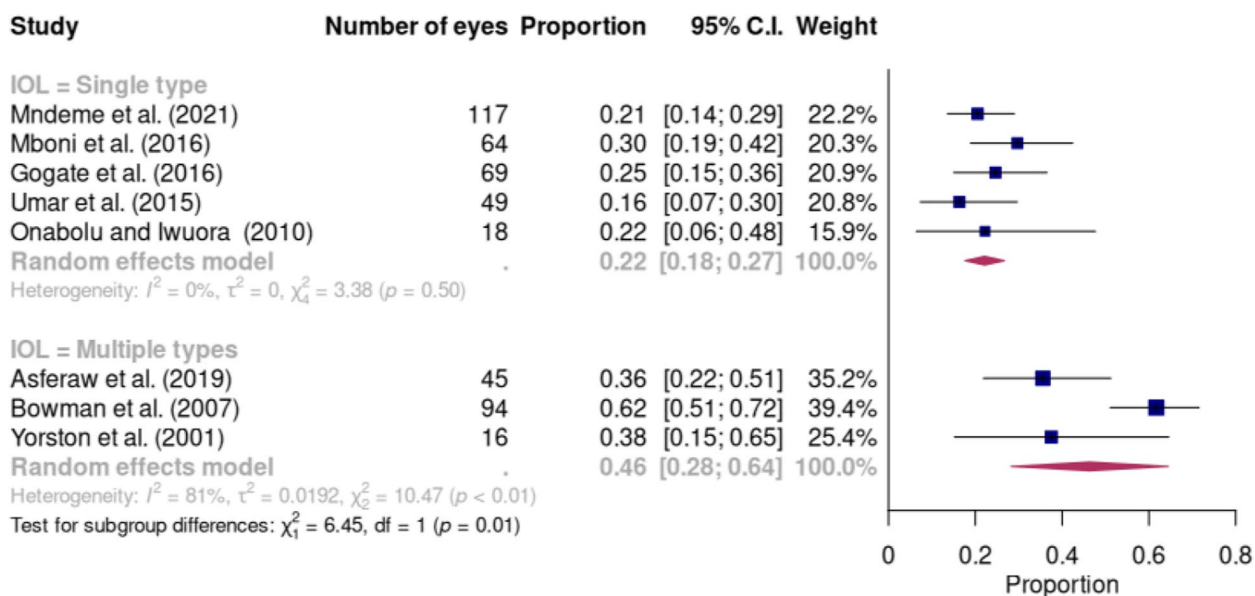 Study Number of eyes Proportion 95% C.I. Weight
IOL = Single type
Mndeme et al. (2021) 117 0.21 [0.14; 0.29] 22.2%
Mboni et al. (2016) 64 0.30 [0.19; 0.42] 20.3%
Gogate et al. (2016) 69 0.25 [0.15; 0.36] 20.9%
Umar et al. (2015) 49 0.16 [0.07; 0.30] 20.8%
Onabolu and Iwuora (2010) 18 0.22 [0.06; 0.48] 15.9%
Random effects model . 0.22 [0.18; 0.27] 100.0%
Heterogeneity: I² = 0%, τ² = 0, χ²₄ = 3.38 (p = 0.50)
IOL = Multiple types
Asferaw et al. (2019) 45 0.36 [0.22; 0.51] 35.2%
Bowman et al. (2007) 94 0.62 [0.51; 0.72] 39.4%
Yorston et al. (2001) 16 0.38 [0.15; 0.65] 25.4%
Random effects model . 0.46 [0.28; 0.64] 100.0%
Heterogeneity: I² = 81%, τ² = 0.0192, χ²₂ = 10.47 (p < 0.01)
Test for subgroup differences: χ²₁ = 6.45, df = 1 (p = 0.01)
0 0.2 0.4 0.6 0.8
Proportion